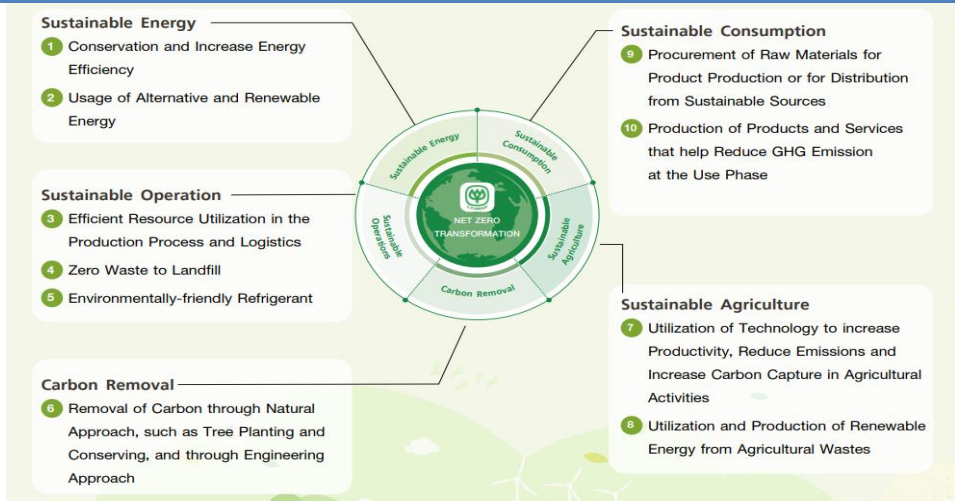 Sustainable Energy
1 Conservation and Increase Energy
Efficiency
2 Usage of Alternative and Renewable
Energy
Sustainable Operation
3 Efficient Resource Utilization in the
Production Process and Logistics
4 Zero Waste to Landfill
5 Environmentally-friendly Refrigerant
Carbon Removal
6 Removal of Carbon through Natural
Approach, such as Tree Planting and
Conserving, and through Engineering
Approach
Sustainable Energy
Sustainable
Consumption
Sustainable
Operations
NET ZERO
TRANSFORMATION
Sustainable
Agriculture
Carbon Removal
Sustainable Consumption
9 Procurement of Raw Materials for
Product Production or for Distribution
from Sustainable Sources
10 Production of Products and Services
that help Reduce GHG Emission
at the Use Phase
Sustainable Agriculture
7 Utilization of Technology to increase
Productivity, Reduce Emissions and
Increase Carbon Capture in Agricultural
Activities
8 Utilization and Production of Renewable
Energy from Agricultural Wastes